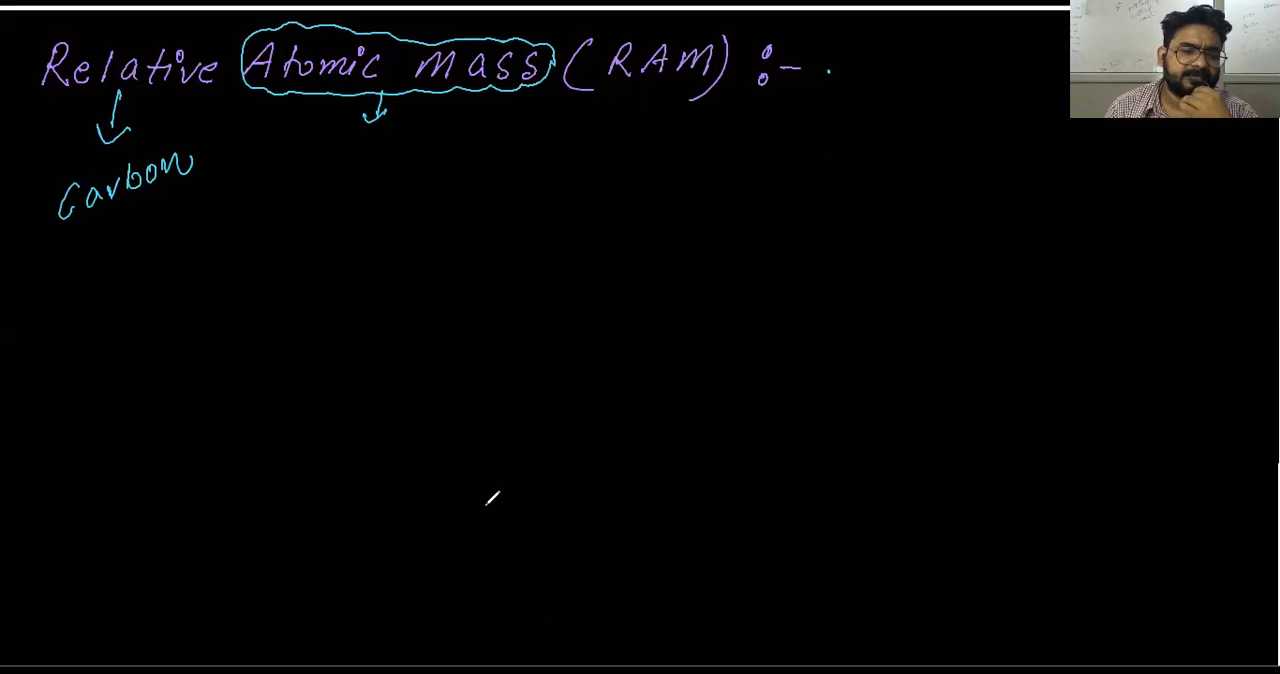 Relative Atomic Mass (RAM) :- .
Carbon